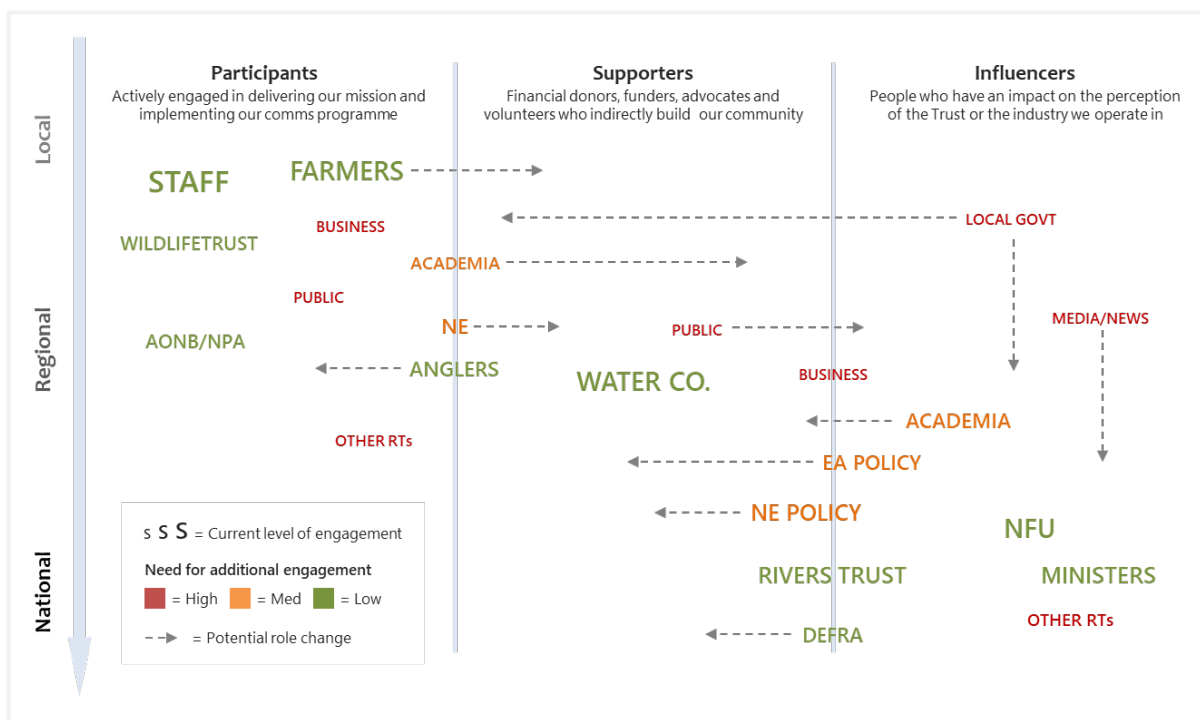 Participants
Actively engaged in delivering our mission and
implementing our comms programme
Supporters
Financial donors, funders, advocates and
volunteers who indirectly build our community
Influencers
People who have an impact on the perception
of the Trust or the industry we operate in
Local
Regional
National
STAFF
FARMERS
BUSINESS
LOCAL GOVT
WILDLIFETRUST
ACADEMIA
PUBLIC
NE
PUBLIC
MEDIA/NEWS
AONB/NPA
ANGLERS
WATER CO.
BUSINESS
ACADEMIA
OTHER RTs
EA POLICY
NE POLICY
NFU
RIVERS TRUST
MINISTERS
OTHER RTs
DEFRA
s s S = Current level of engagement
Need for additional engagement
= High = Med = Low
= Potential role change